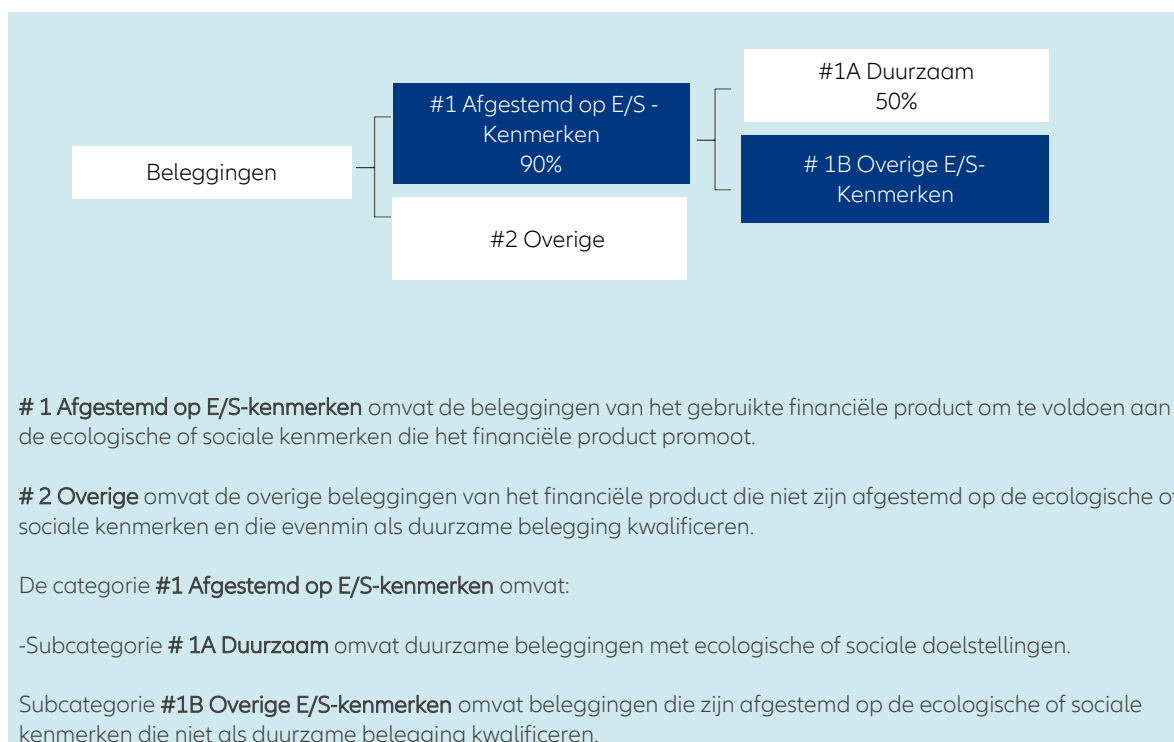 #1A Duurzaam
50%
#1 Afgestemd op E/S -
Kenmerken
90%
Beleggingen
# 1B Overige E/S-
Kenmerken
#2 Overige
# 1 Afgestemd op E/S-kenmerken omvat de beleggingen van het gebruikte financiële product om te voldoen aan
de ecologische of sociale kenmerken die het financiële product promoot.
# 2 Overige omvat de overige beleggingen van het financiële product die niet zijn afgestemd op de ecologische of
sociale kenmerken en die evenmin als duurzame belegging kwalificeren.
De categorie #1 Afgestemd op E/S-kenmerken omvat:
-Subcategorie # 1A Duurzaam omvat duurzame beleggingen met ecologische of sociale doelstellingen.
Subcategorie #1B Overige E/S-kenmerken omvat beleggingen die zijn afgestemd op de ecologische of sociale
kenmerken die niet als duurzame belegging kwalificeren.